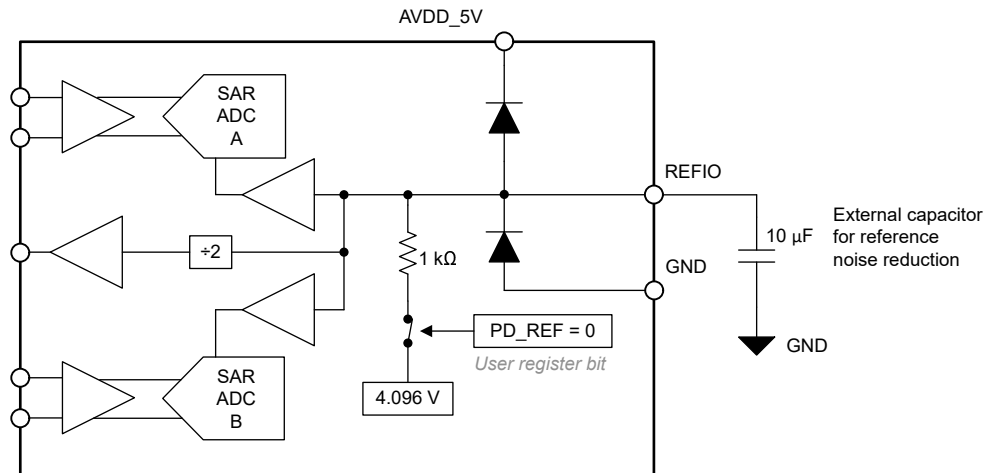 AVDD_5V
SAR
ADC
A
REFIO
÷2
1 kΩ
10 µF
External capacitor
for reference
noise reduction
GND
PD_REF = 0
GND
User register bit
SAR
ADC
B
4.096 V